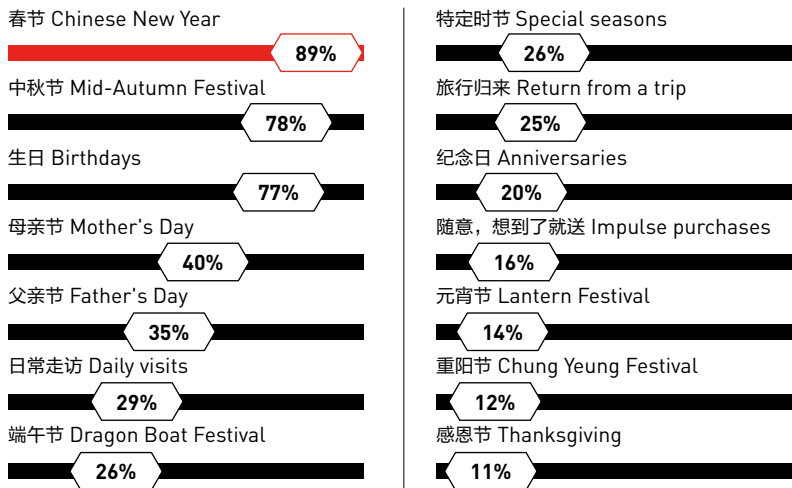 春节 Chinese New Year
89%
中秋节 Mid-Autumn Festival
78%
生日 Birthdays
77%
母亲节 Mother's Day
40%
父亲节 Father's Day
35%
日常走访 Daily visits
29%
端午节 Dragon Boat Festival
26%
特定时节 Special seasons
26%
旅行归来 Return from a trip
25%
纪念日 Anniversaries
20%
随意，想到了就送 Impulse purchases
16%
元宵节 Lantern Festival
14%
重阳节 Chung Yeung Festival
12%
感恩节 Thanksgiving
11%